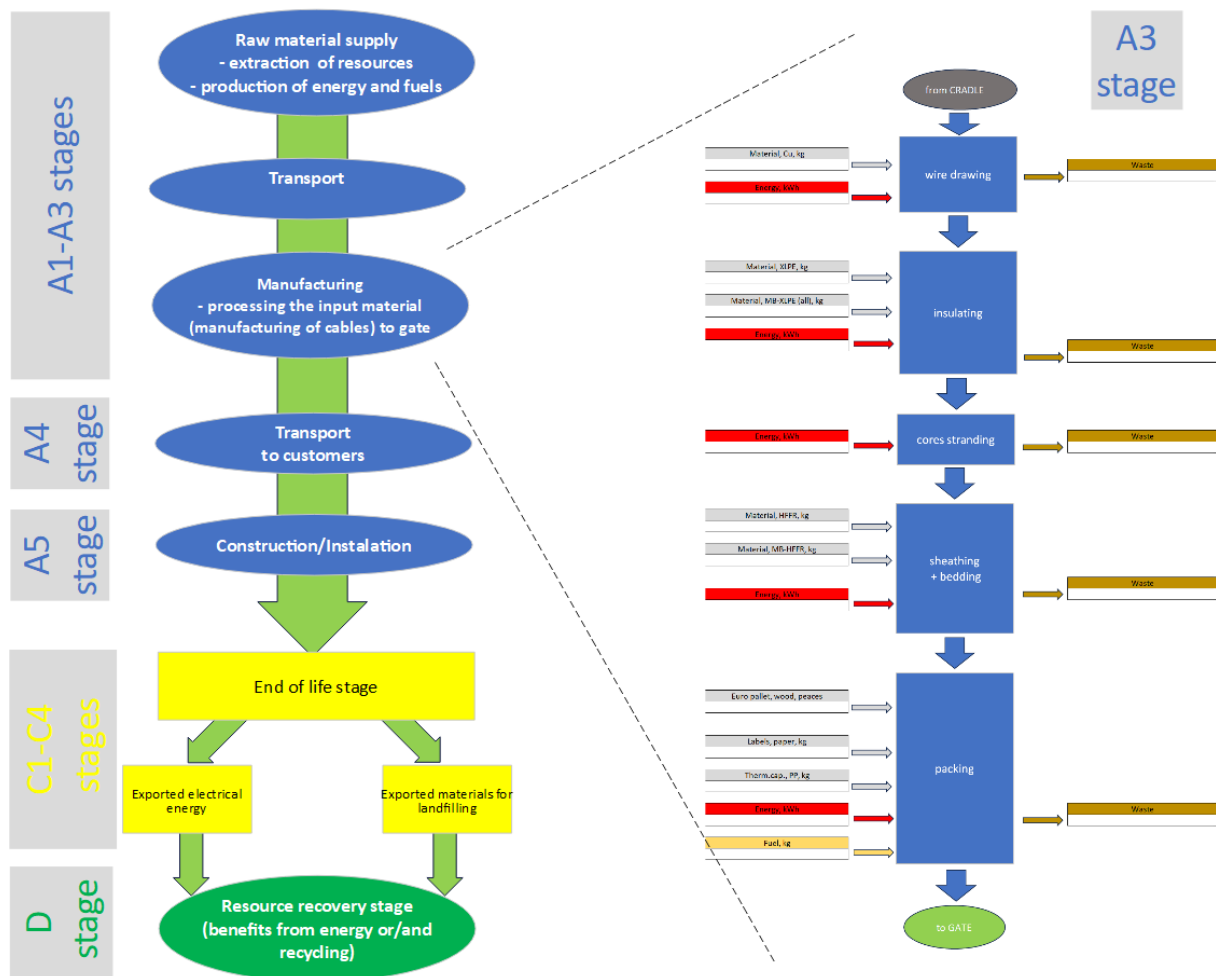 A1-A3 stages
Raw material supply
- extraction of resources
- production of energy and fuels
Transport
Manufacturing
- processing the input material
(manufacturing of cables) to gate
A4
stage
Transport
to customers
A5
stage
Construction/Instalation
C1-C4
stages
End of life stage
Exported electrical
energy
Exported materials for
landfilling
D
stage
Resource recovery stage
(benefits from energy or/and
recycling)
A3
stage
from CRADLE
Material, Cu, kg
Energy, kWh
wire drawing
Waste
Material, XLPE, kg
Material, MB-XLPE (all), kg
Energy, kWh
insulating
Waste
Energy, kWh
cores stranding
Waste
Material, HFFR, kg
Material, MB-HFFR, kg
Energy, kWh
sheathing
+ bedding
Waste
Euro pallet, wood, peaces
Labels, paper, kg
Therm.cap., PP, kg
Energy, kWh
Fuel, kg
packing
Waste
to GATE